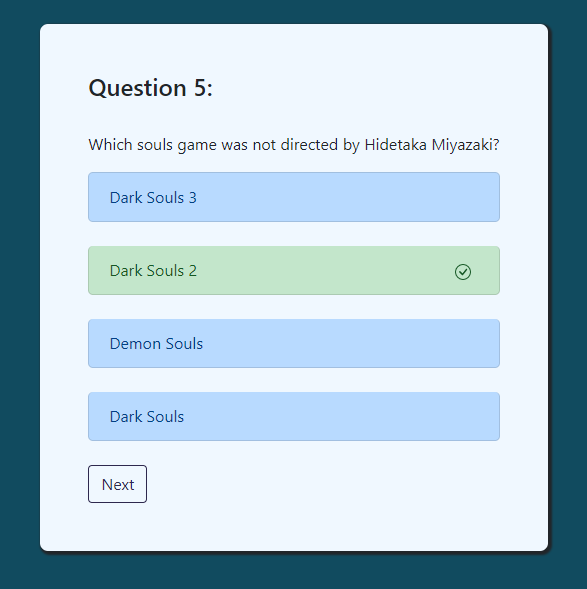 Question 5:
Which souls game was not directed by Hidetaka Miyazaki?
Dark Souls 3
Dark Souls 2
Demon Souls
Dark Souls
Next